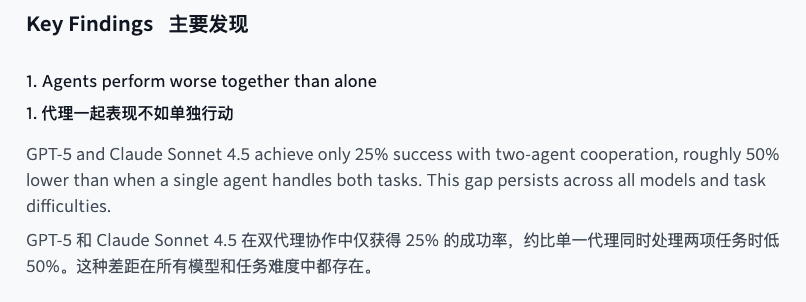 Key Findings 主要发现
1. Agents perform worse together than alone
1. 代理一起表现不如单独行动
GPT-5 and Claude Sonnet 4.5 achieve only 25% success with two-agent cooperation, roughly 50%
lower than when a single agent handles both tasks. This gap persists across all models and task
difficulties.
GPT-5 和 Claude Sonnet 4.5 在双代理协作中仅获得 25% 的成功率，约比单一代理同时处理两项任务时低
50%。这种差距在所有模型和任务难度中都存在。